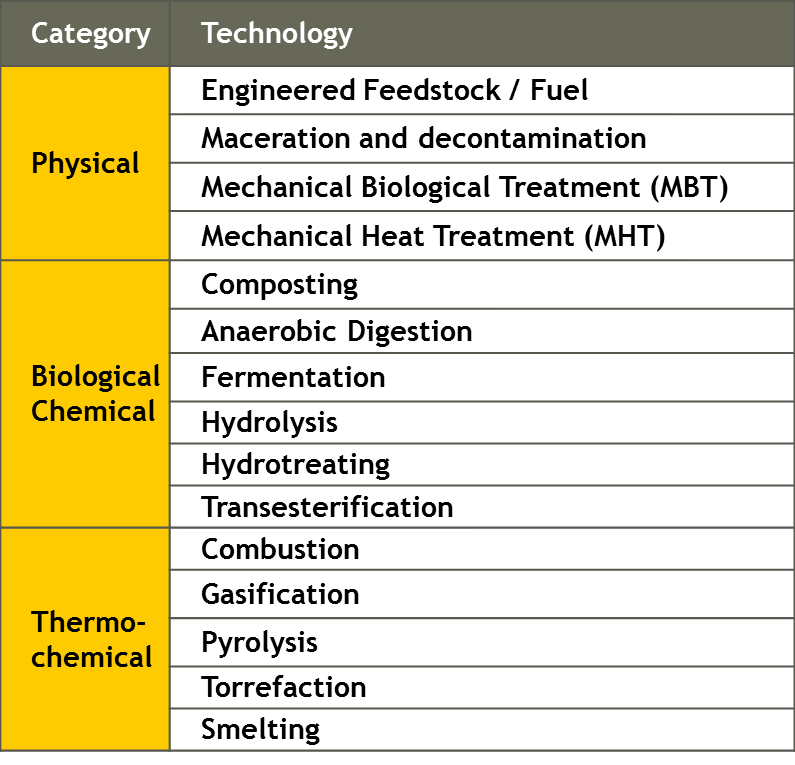 Category Technology
Physical
Engineered Feedstock / Fuel
Maceration and decontamination
Mechanical Biological Treatment (MBT)
Mechanical Heat Treatment (MHT)
Biological
Chemical
Composting
Anaerobic Digestion
Fermentation
Hydrolysis
Hydrotreating
Transesterification
Thermo-
chemical
Combustion
Gasification
Pyrolysis
Torrefaction
Smelting